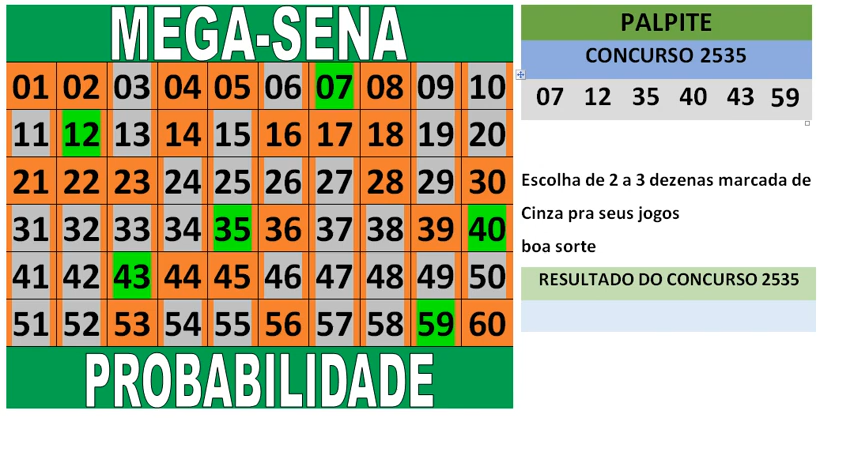 MEGA-SENA
01 02 03 04 05 06 07 08 09 10
11 12 13 14 15 16 17 18 19 20
21 22 23 24 25 26 27 28 29 30
31 32 33 34 35 36 37 38 39 40
41 42 43 44 45 46 47 48 49 50
51 52 53 54 55 56 57 58 59 60
PROBABILIDADE
PALPITE
CONCURSO 2535
07 12 35 40 43 59
Escolha de 2 a 3 dezenas marcada de
Cinza pra seus jogos
boa sorte
RESULTADO DO CONCURSO 2535